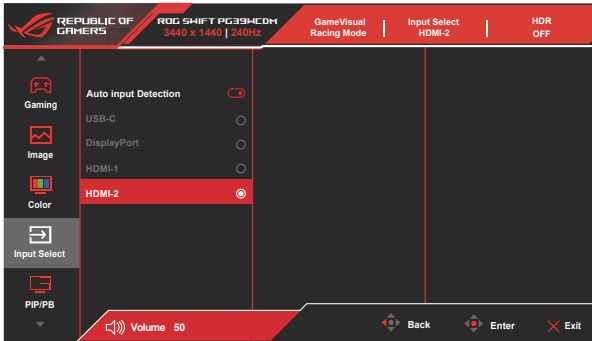 REPUBLIC OF
GAMERS
ROG SWIFT PG39WCDM
3440 x 1440 | 240Hz
GameVisual
Racing Mode
Input Select
HDMI-2
HDR
OFF
Gaming
Image
Color
Input Select
PIP/PB
Auto input Detection
USB-C
DisplayPort
HDMI-1
HDMI-2
Volume 50
Back
Enter
Exit